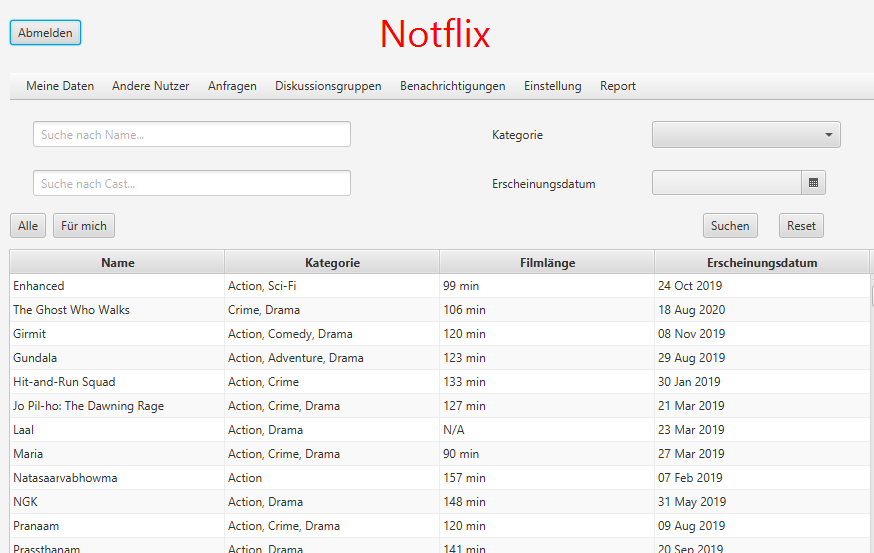 Abmelden
Notflix
Meine Daten Andere Nutzer Anfragen Diskussionsgruppen Benachrichtigungen Einstellung Report
Suche nach Name... Kategorie
Suche nach Cast... Erscheinungsdatum
Alle Für mich Suchen Reset
Name Kategorie Filmlänge Erscheinungsdatum
Enhanced Action, Sci-Fi 99 min 24 Oct 2019
The Ghost Who Walks Crime, Drama 106 min 18 Aug 2020
Girmit Action, Comedy, Drama 120 min 08 Nov 2019
Gundala Action, Adventure, Drama 123 min 29 Aug 2019
Hit-and-Run Squad Action, Crime 133 min 30 Jan 2019
Jo Pil-ho: The Dawning Rage Action, Crime, Drama 127 min 21 Mar 2019
Laal Action, Drama N/A 23 Mar 2019
Maria Action, Crime, Drama 90 min 27 Mar 2019
Natasaarvabhowma Action 157 min 07 Feb 2019
NGK Action, Drama 148 min 31 May 2019
Pranaam Action, Crime, Drama 120 min 09 Aug 2019
Prassthanam Action, Drama 141 min 20 Sep 2019